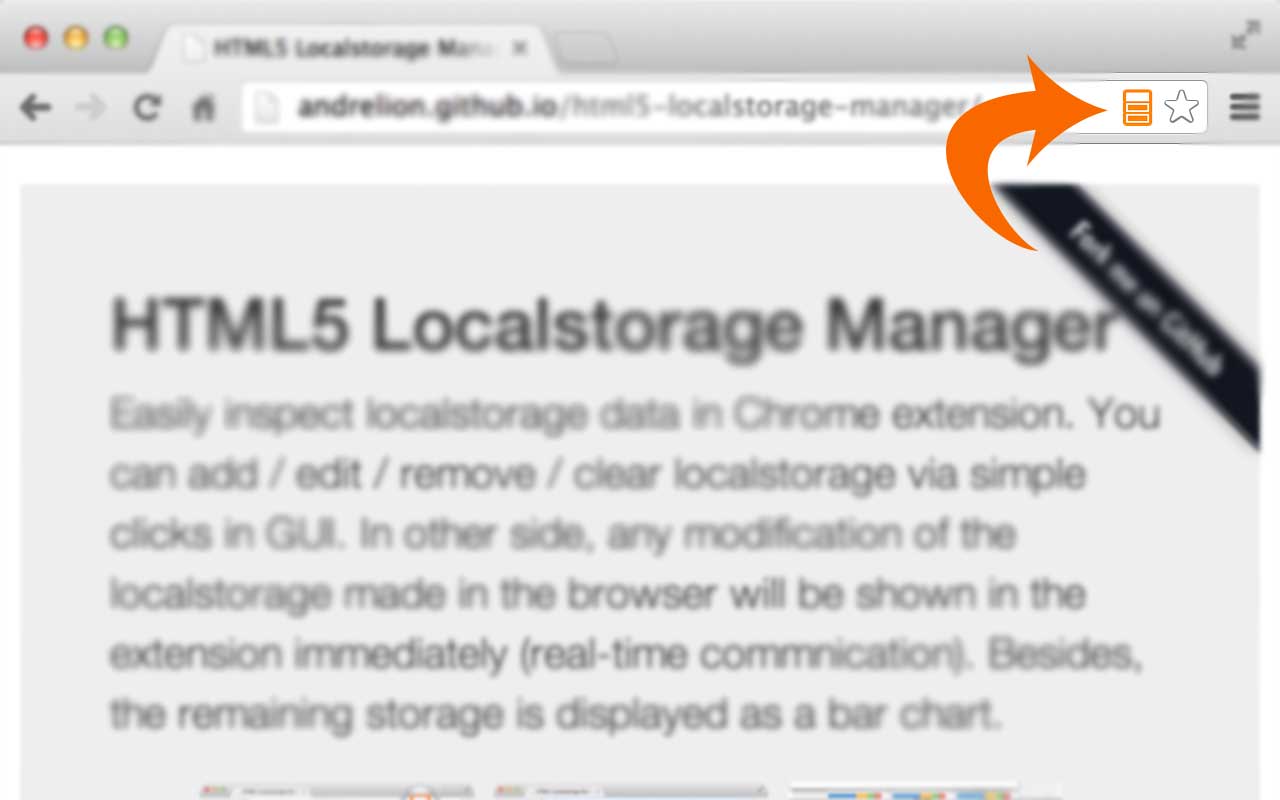 HTML5 Localstorage Mana
andrelion.github.io/html5-localstorage-manager/
Fork me on GitHub
HTML5 Localstorage Manager
Easily inspect localstorage data in Chrome extension. You
can add / edit / remove / clear localstorage via simple
clicks in GUI. In other side, any modification of the
localstorage made in the browser will be shown in the
extension immediately (real-time commnication). Besides,
the remaining storage is displayed as a bar chart.